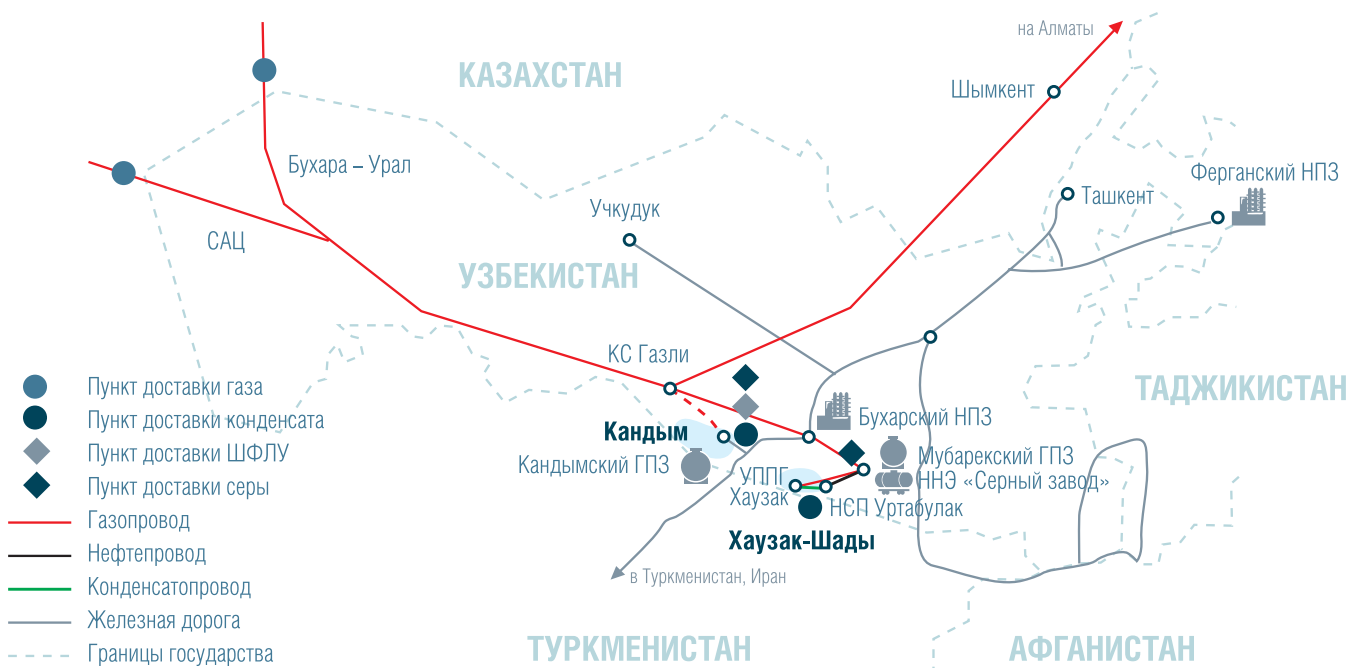 на Алматы
КАЗАХСТАН
Шымкент
Бухара – Урал
Ферганский НПЗ
Ташкент
Учкудук
САЦ
УЗБЕКИСТАН
КС Газли
ТАДЖИКИСТАН
Пункт доставки газа
Пункт доставки конденсата
Пункт доставки ШФЛУ
Пункт доставки серы
Газопровод
Нефтепровод
Конденсатопровод
Железная дорога
Границы государства
Бухарский НПЗ
Кандым
Кандымский ГПЗ
Мубарекский ГПЗ
ННЭ «Серный завод»
УППГ
Хаузак
НСП Уртабулак
Хаузак-Шады
в Туркменистан, Иран
ТУРКМЕНИСТАН
АФГАНИСТАН